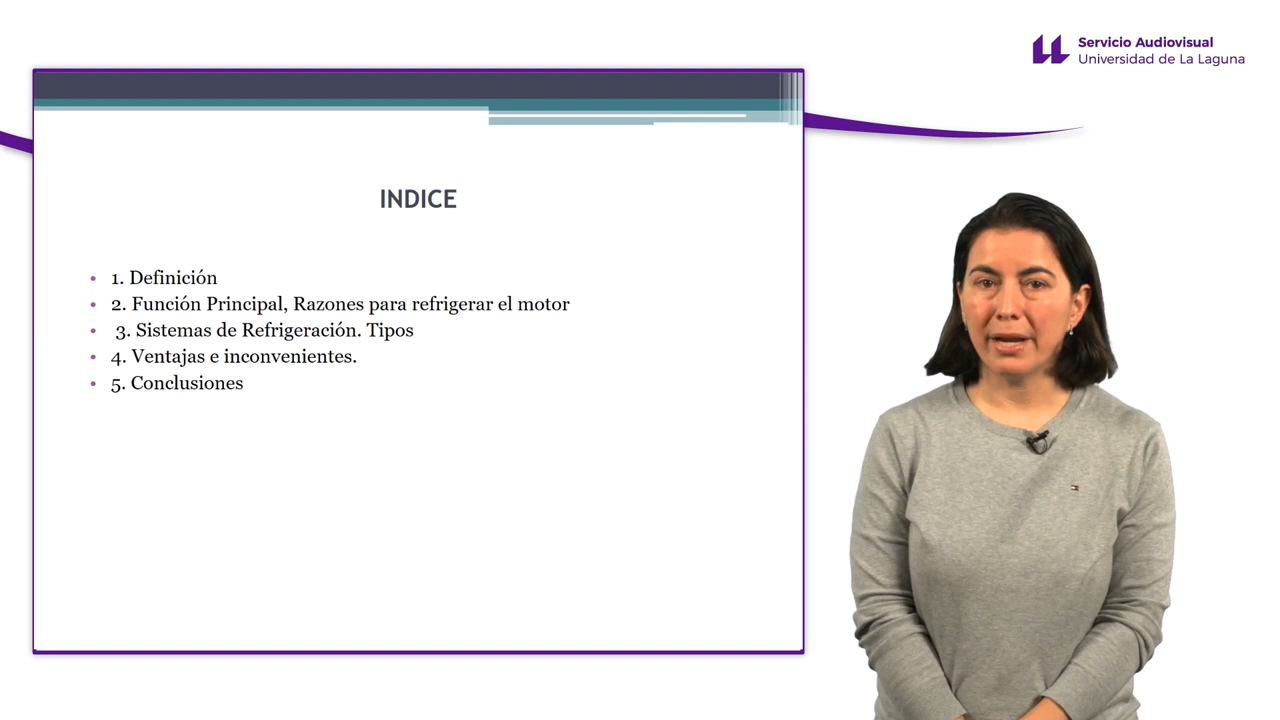 Servicio Audiovisual
Universidad de La Laguna
INDICE
• 1. Definición
• 2. Función Principal, Razones para refrigerar el motor
• 3. Sistemas de Refrigeración. Tipos
• 4. Ventajas e inconvenientes.
• 5. Conclusiones